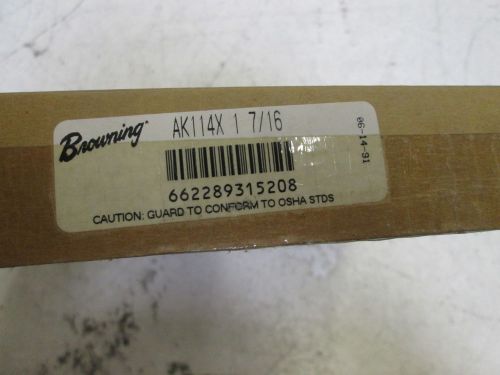 Browning
AK114X 1 7/16
06-14-91
662289315208
CAUTION: GUARD TO CONFORM TO OSHA STDS